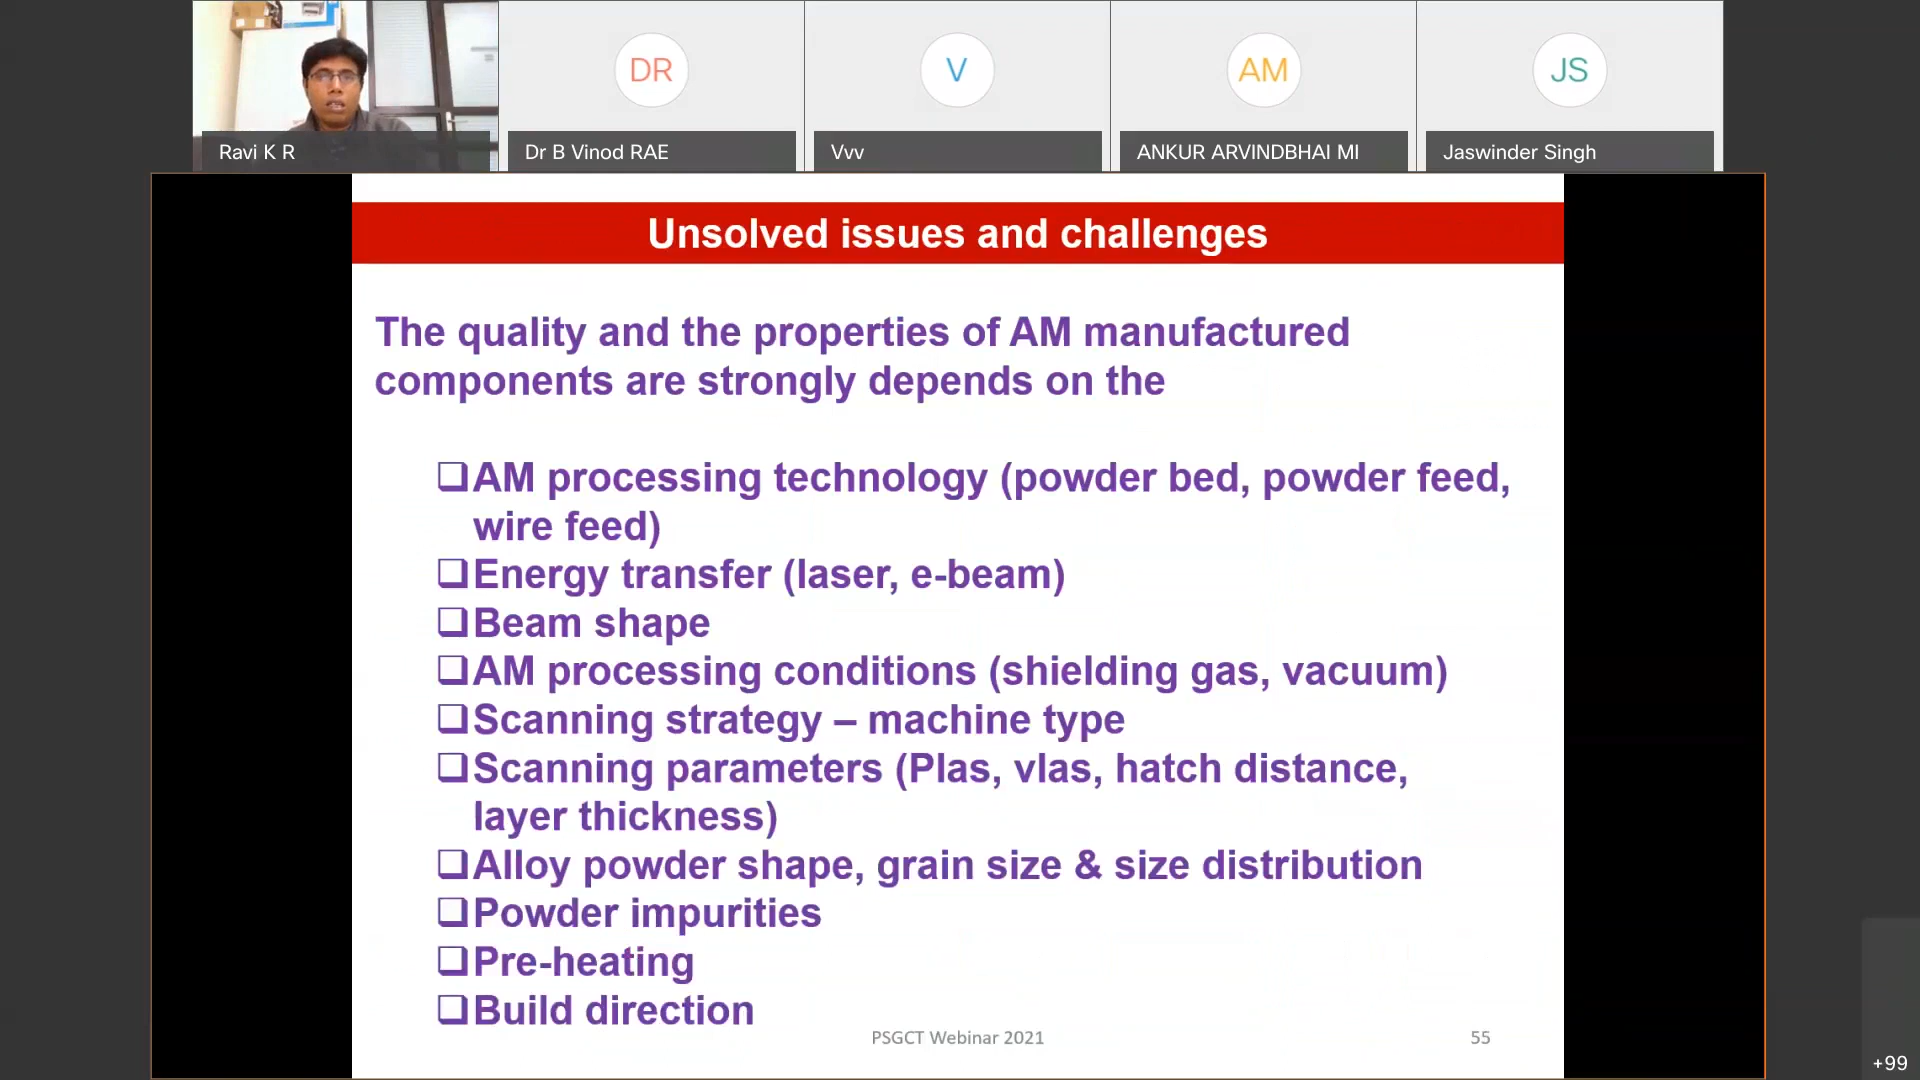 DR
V
AM
JS
Ravi K R
Dr B Vinod RAE
Vvv
ANKUR ARVINDBHAI MI
Jaswinder Singh
Unsolved issues and challenges
The quality and the properties of AM manufactured
components are strongly depends on the
❑AM processing technology (powder bed, powder feed,
wire feed)
❑Energy transfer (laser, e-beam)
❑Beam shape
❑AM processing conditions (shielding gas, vacuum)
❑Scanning strategy – machine type
❑Scanning parameters (Plas, vlas, hatch distance,
layer thickness)
❑Alloy powder shape, grain size & size distribution
❑Powder impurities
❑Pre-heating
❑Build direction
PSGCT Webinar 2021
55
+99